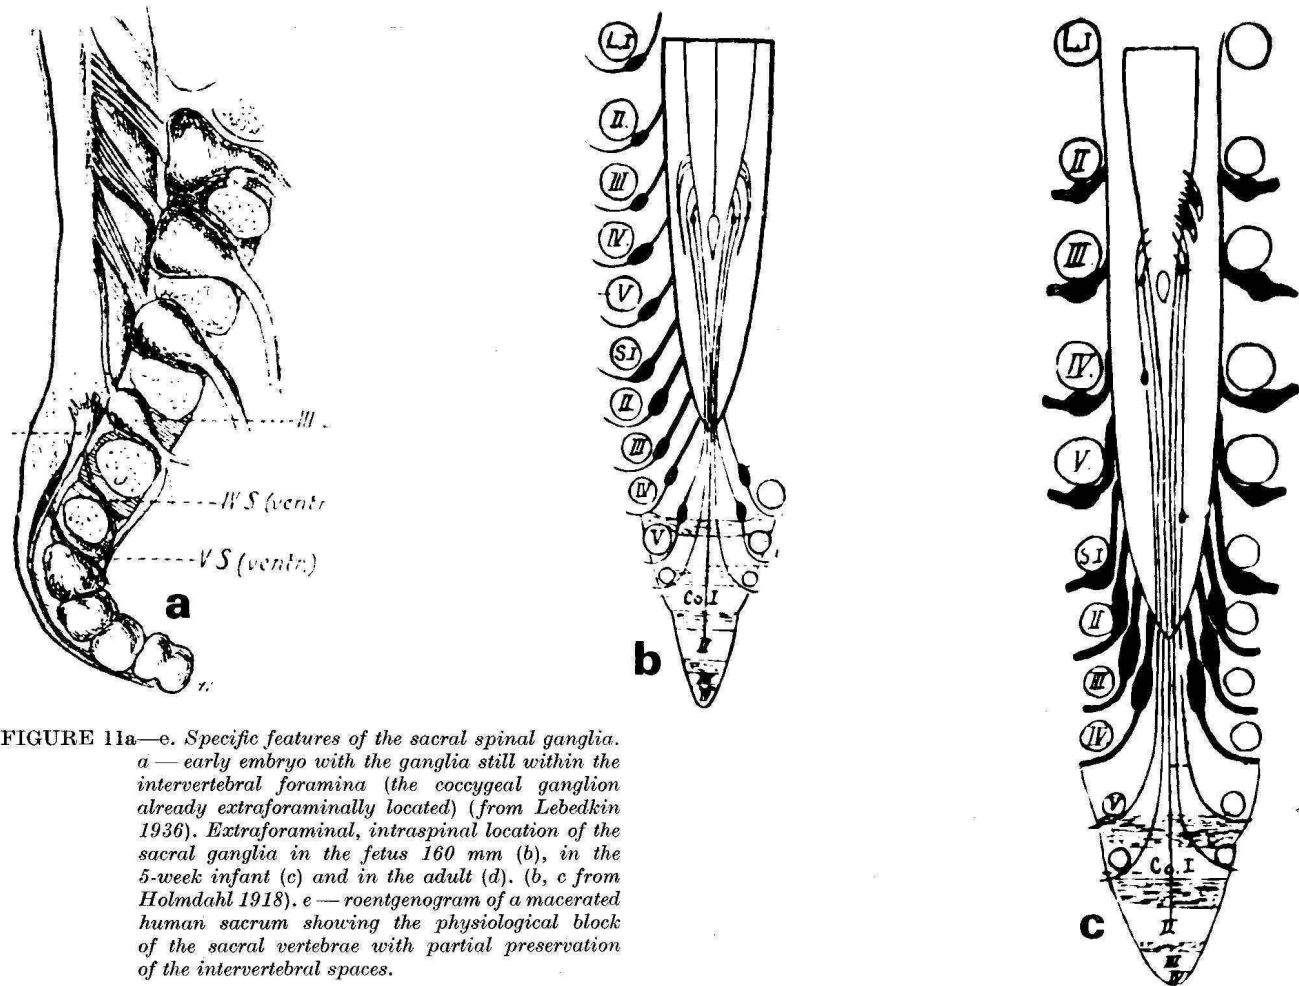 III.
IV S (ventr
V S (ventr.)
a
L.I
II.
III
IV.
V
S.I
II.
III
IV
V
Co.I
II
III
IV
b
L.I
II
III
IV.
V.
S.I
II
III
IV
V
Co.I
II
III
IV
c
FIGURE 11a—e. Specific features of the sacral spinal ganglia.
a — early embryo with the ganglia still within the
intervertebral foramina (the coccygeal ganglion
already extraforaminally located) (from Lebedkin
1936). Extraforaminal, intraspinal location of the
sacral ganglia in the fetus 160 mm (b), in the
5-week infant (c) and in the adult (d). (b, c from
Holmdahl 1918). e — roentgenogram of a macerated
human sacrum showing the physiological block
of the sacral vertebrae with partial preservation
of the intervertebral spaces.